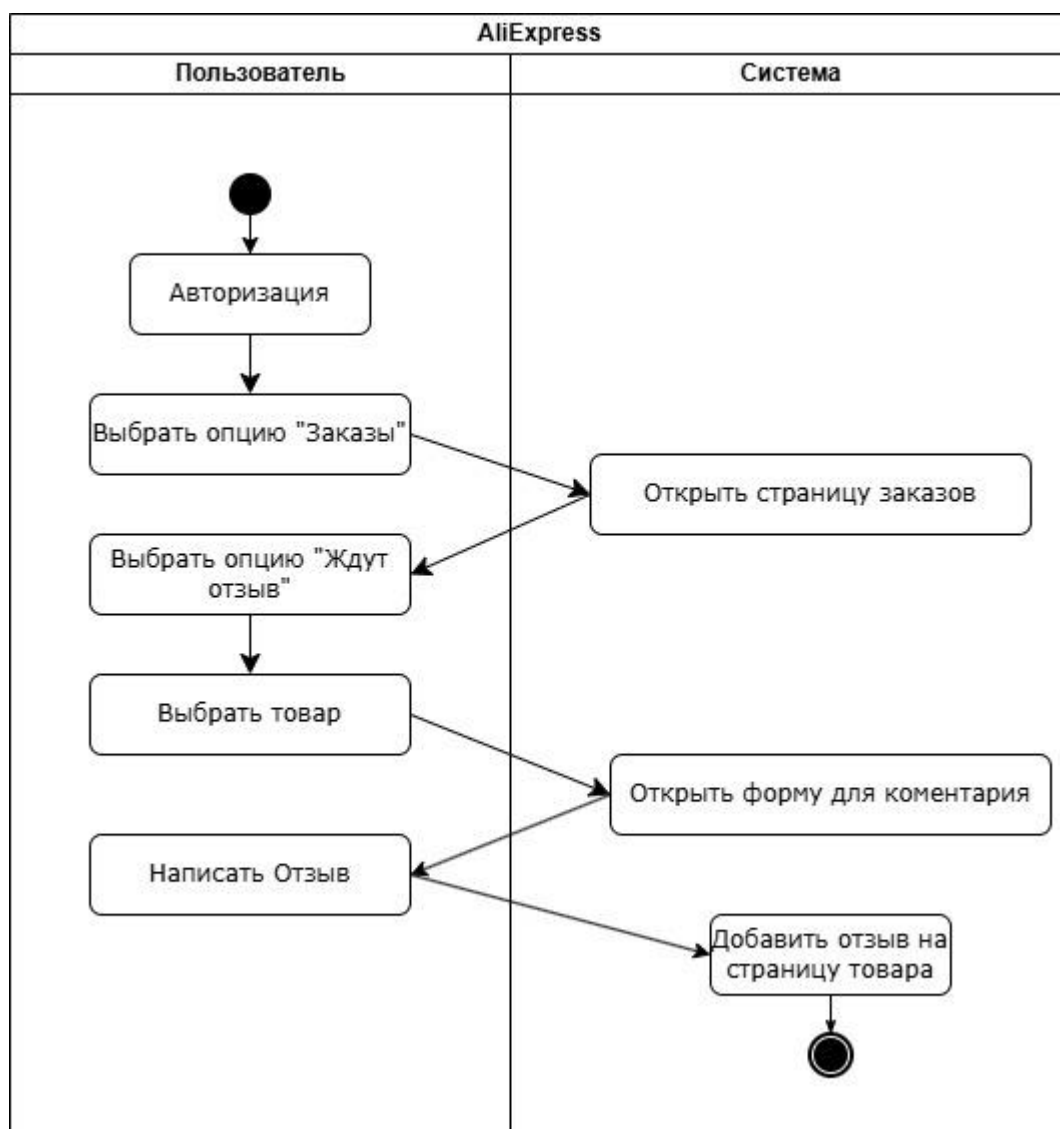 AliExpress
Пользователь
Система
Авторизация
Выбрать опцию "Заказы"
Открыть страницу заказов
Выбрать опцию "Ждут
отзыв"
Выбрать товар
Открыть форму для коментария
Написать Отзыв
Добавить отзыв на
страницу товара